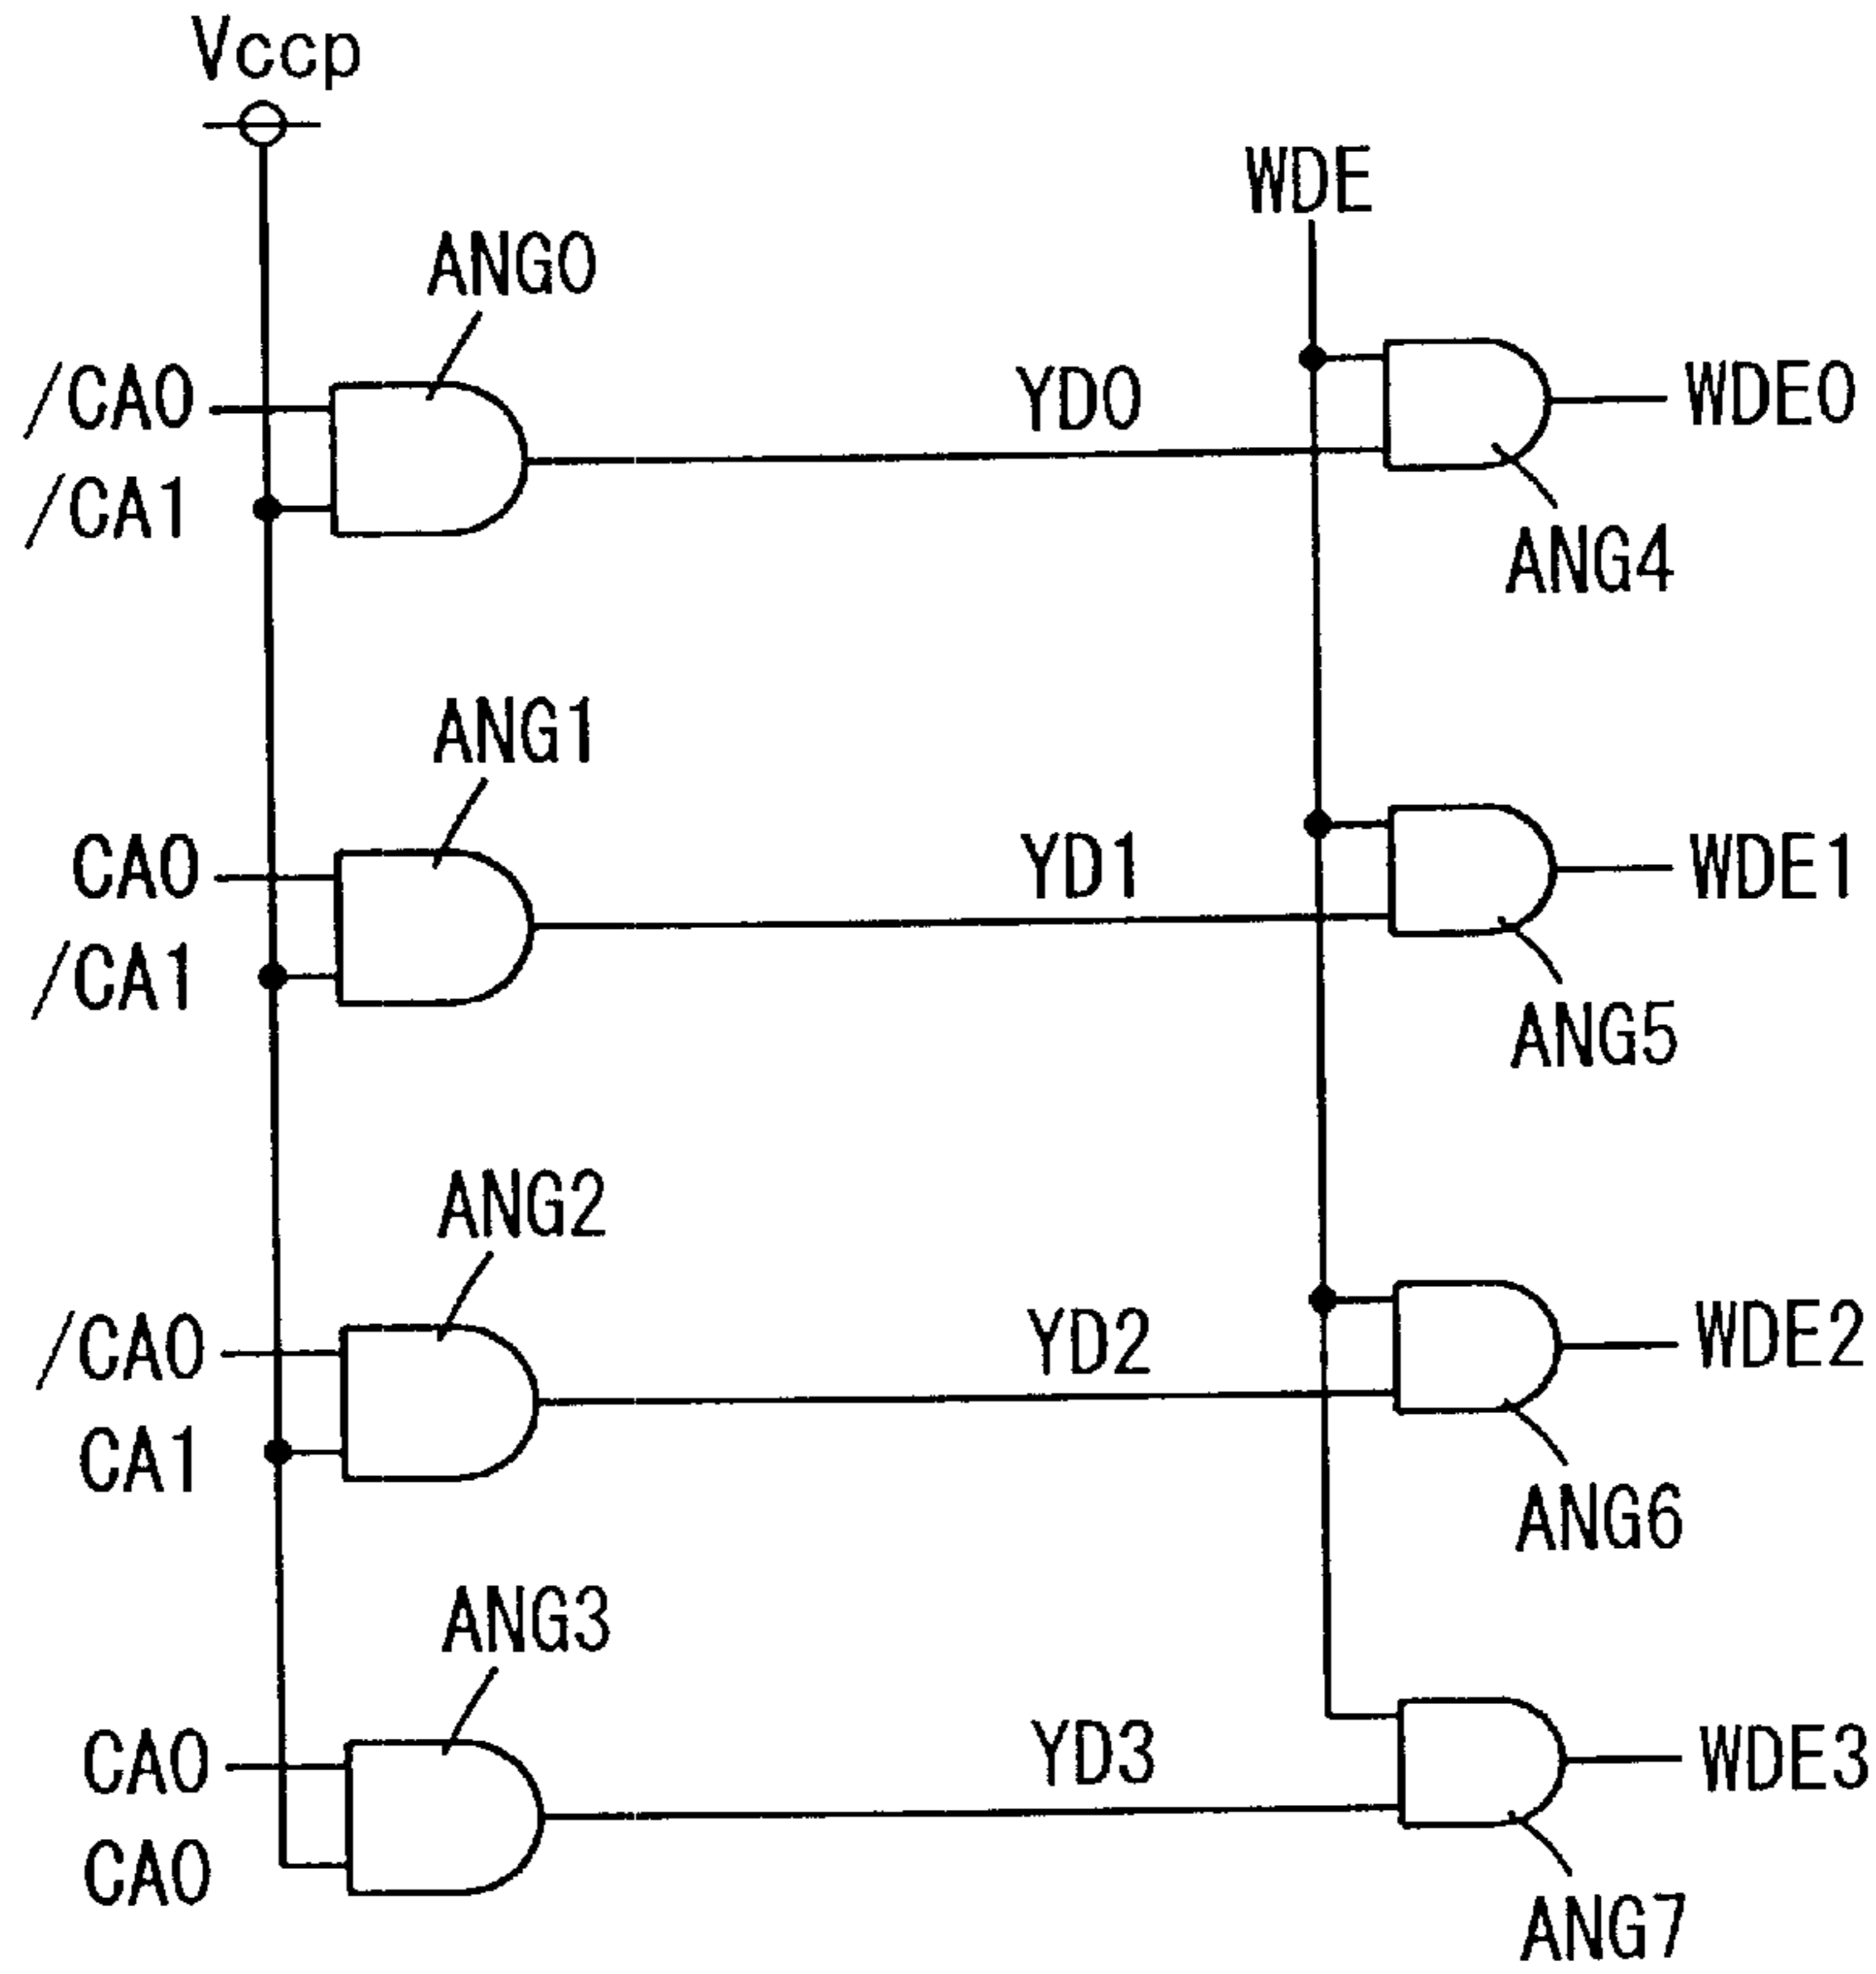 Vccp
WDE
ANG0
/CA0
YD0
WDE0
/CA1
ANG4
ANG1
CA0
YD1
WDE1
/CA1
ANG5
ANG2
/CA0
YD2
WDE2
CA1
ANG6
ANG3
CA0
YD3
WDE3
CA0
ANG7